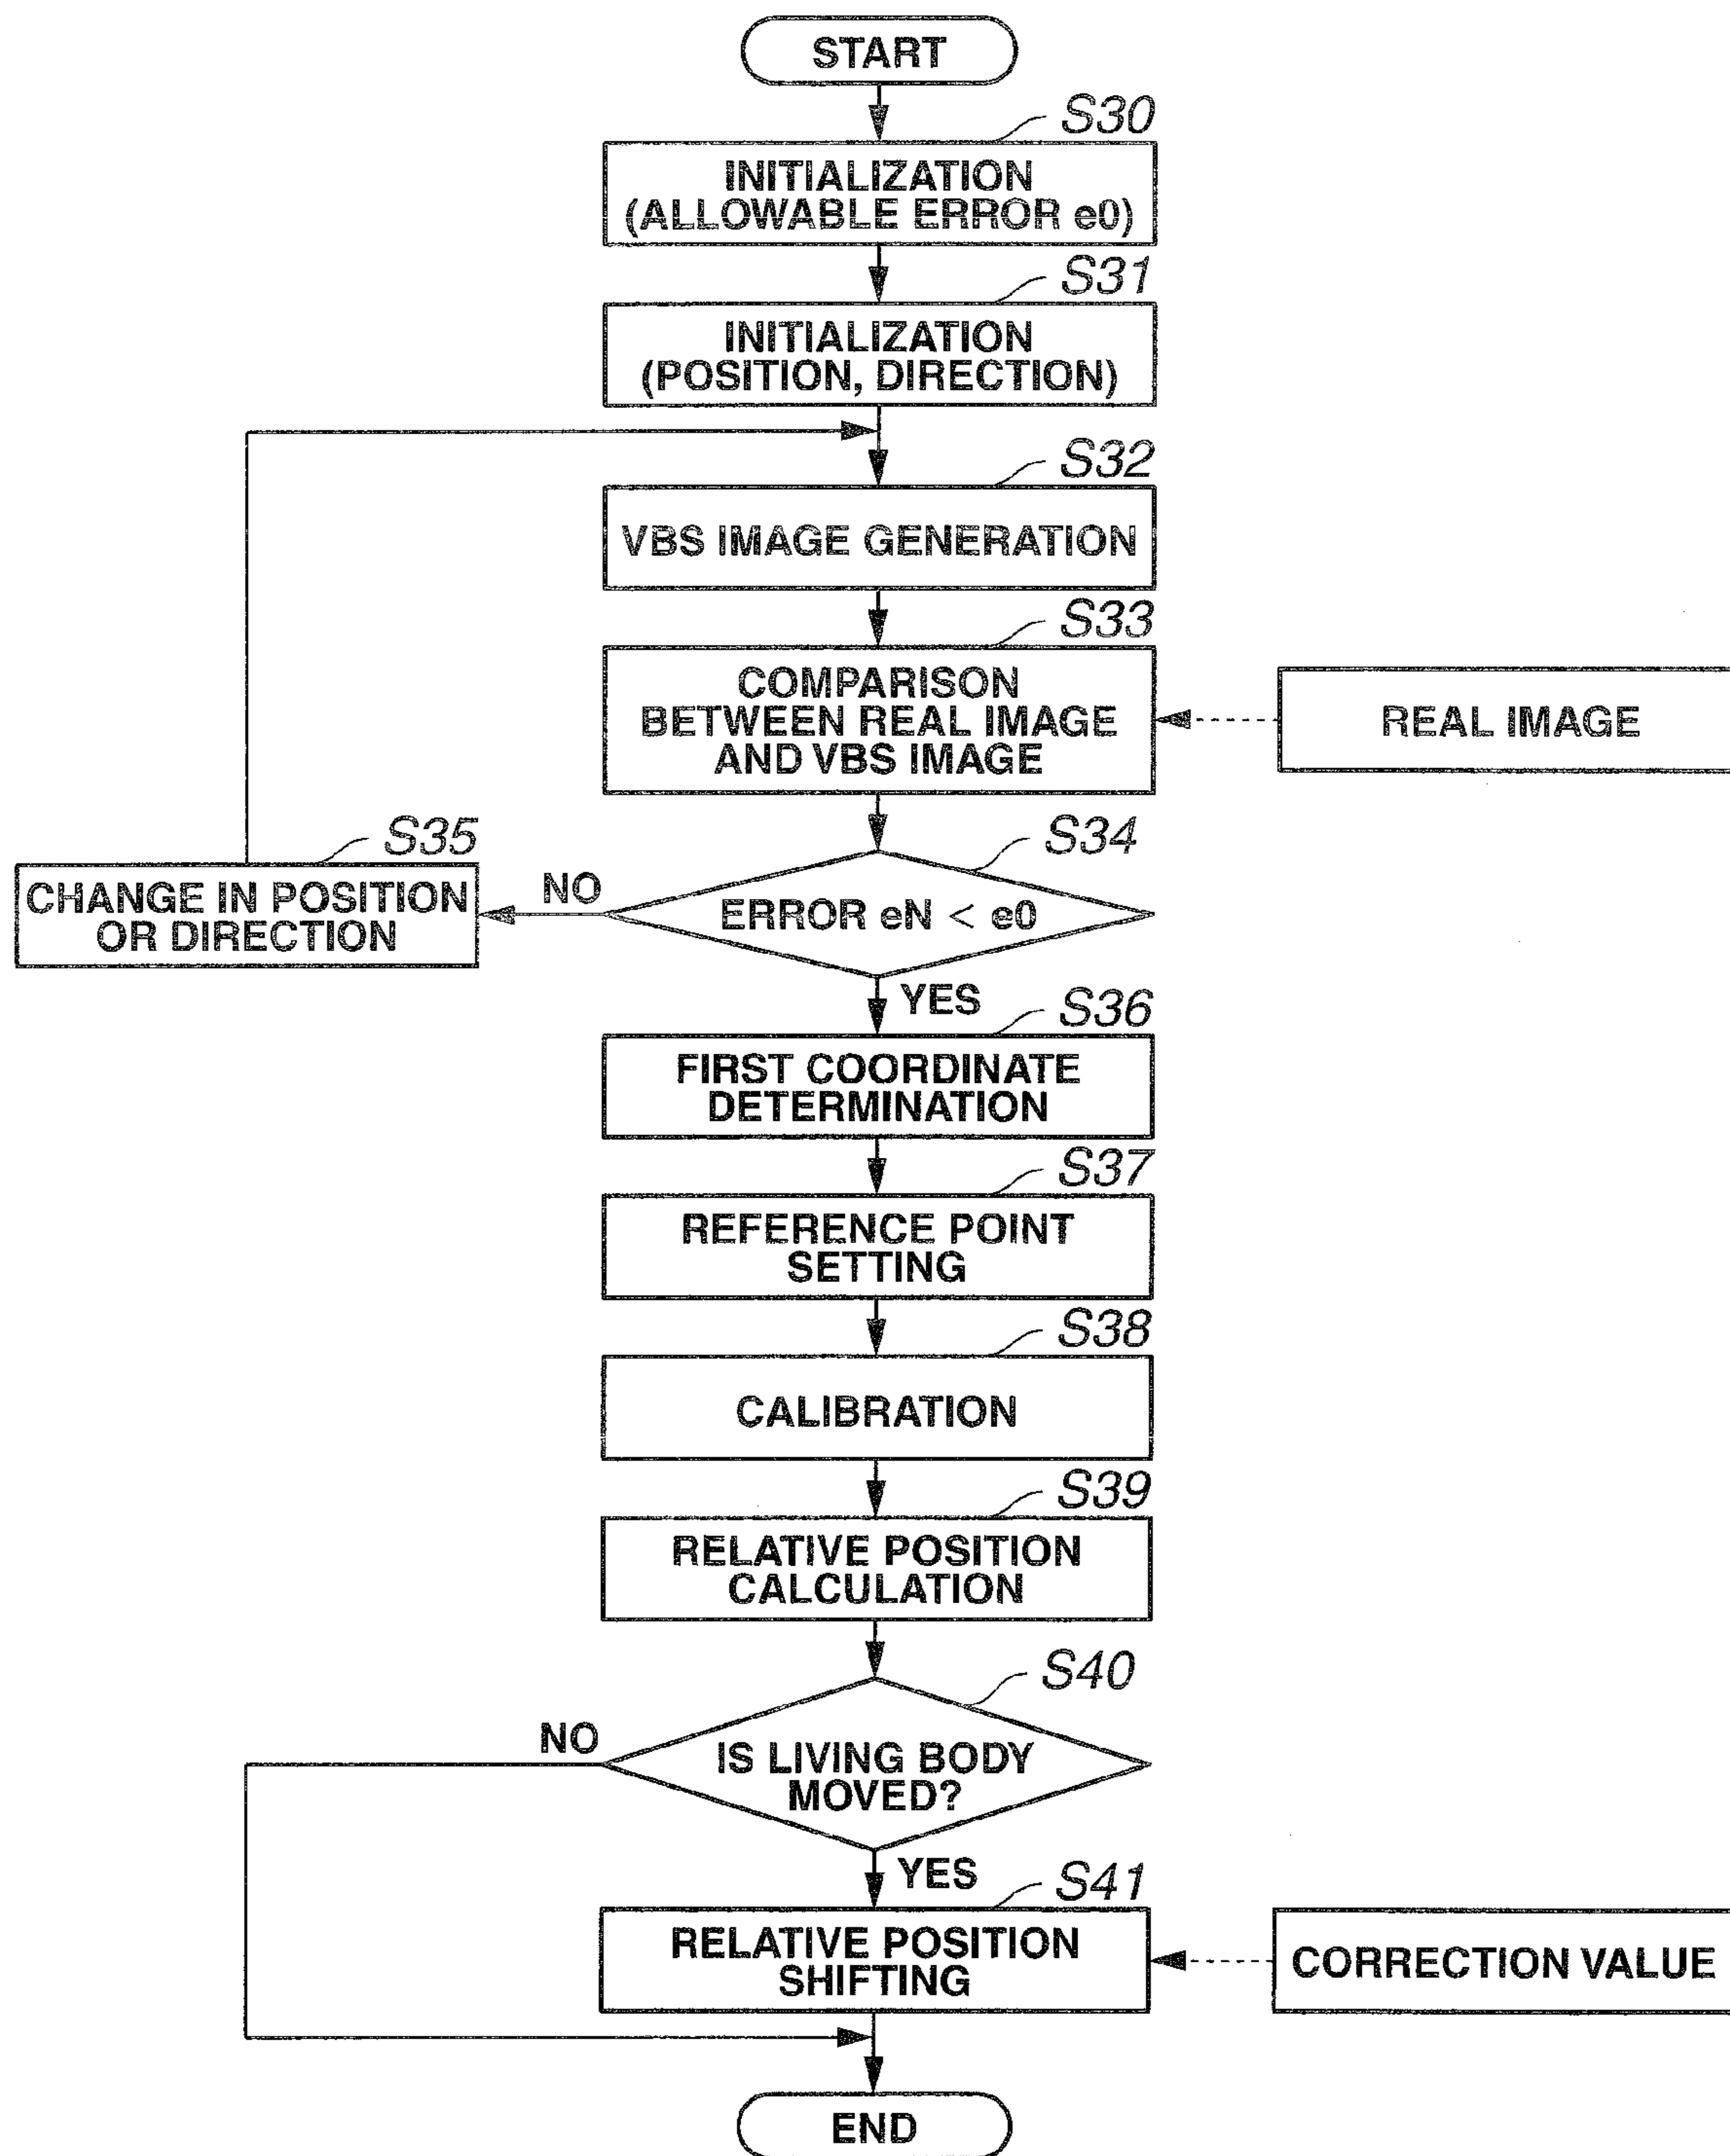 START
S30
INITIALIZATION
(ALLOWABLE ERROR e0)
S31
INITIALIZATION
(POSITION, DIRECTION)
S32
VBS IMAGE GENERATION
S33
COMPARISON
BETWEEN REAL IMAGE
AND VBS IMAGE
REAL IMAGE
S34
ERROR eN < e0
NO
S35
CHANGE IN POSITION
OR DIRECTION
YES
S36
FIRST COORDINATE
DETERMINATION
S37
REFERENCE POINT
SETTING
S38
CALIBRATION
S39
RELATIVE POSITION
CALCULATION
S40
NO
IS LIVING BODY
MOVED?
YES
S41
RELATIVE POSITION
SHIFTING
CORRECTION VALUE
END